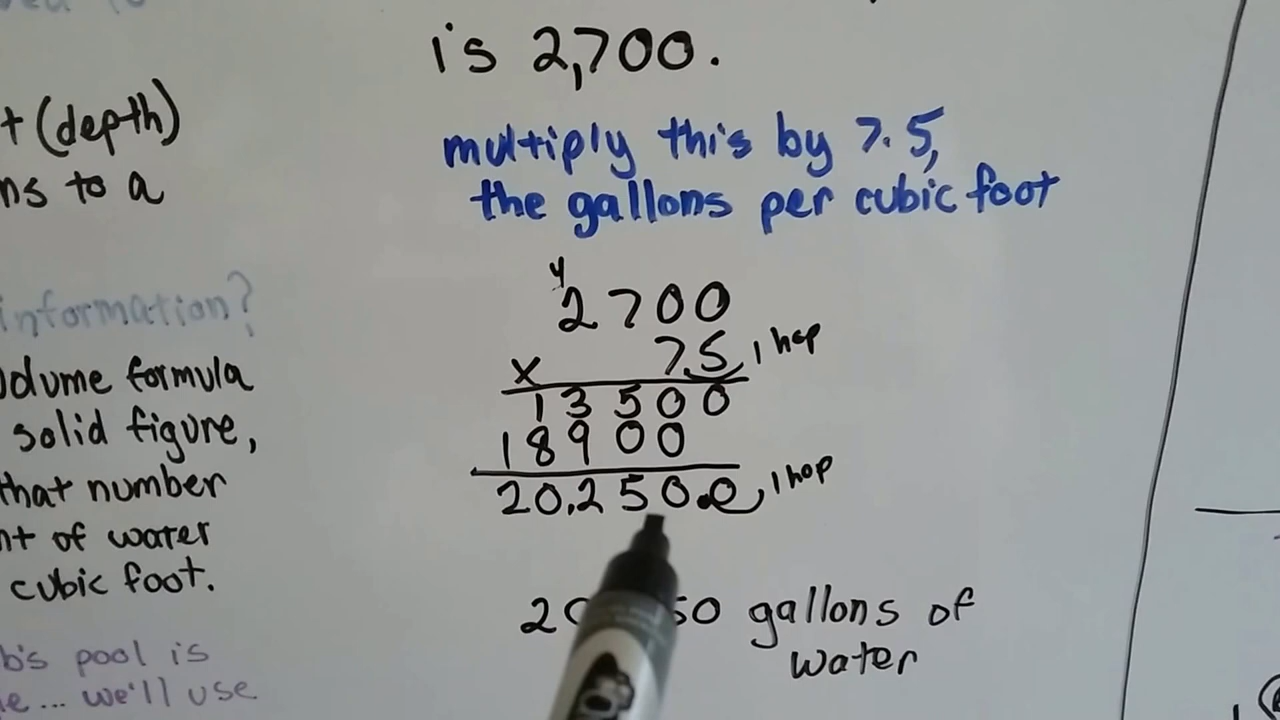 + (depth)
ns to a
information?
olume formula
solid figure,
that number
nt of water
cubic foot.
b's pool is
e... we'll use
is 2,700.
multiply this by 7.5,
the gallons per cubic foot
4
2700
x 7.5 1 hop
13500
18900
20,250.0 1 hop
gallons of
water